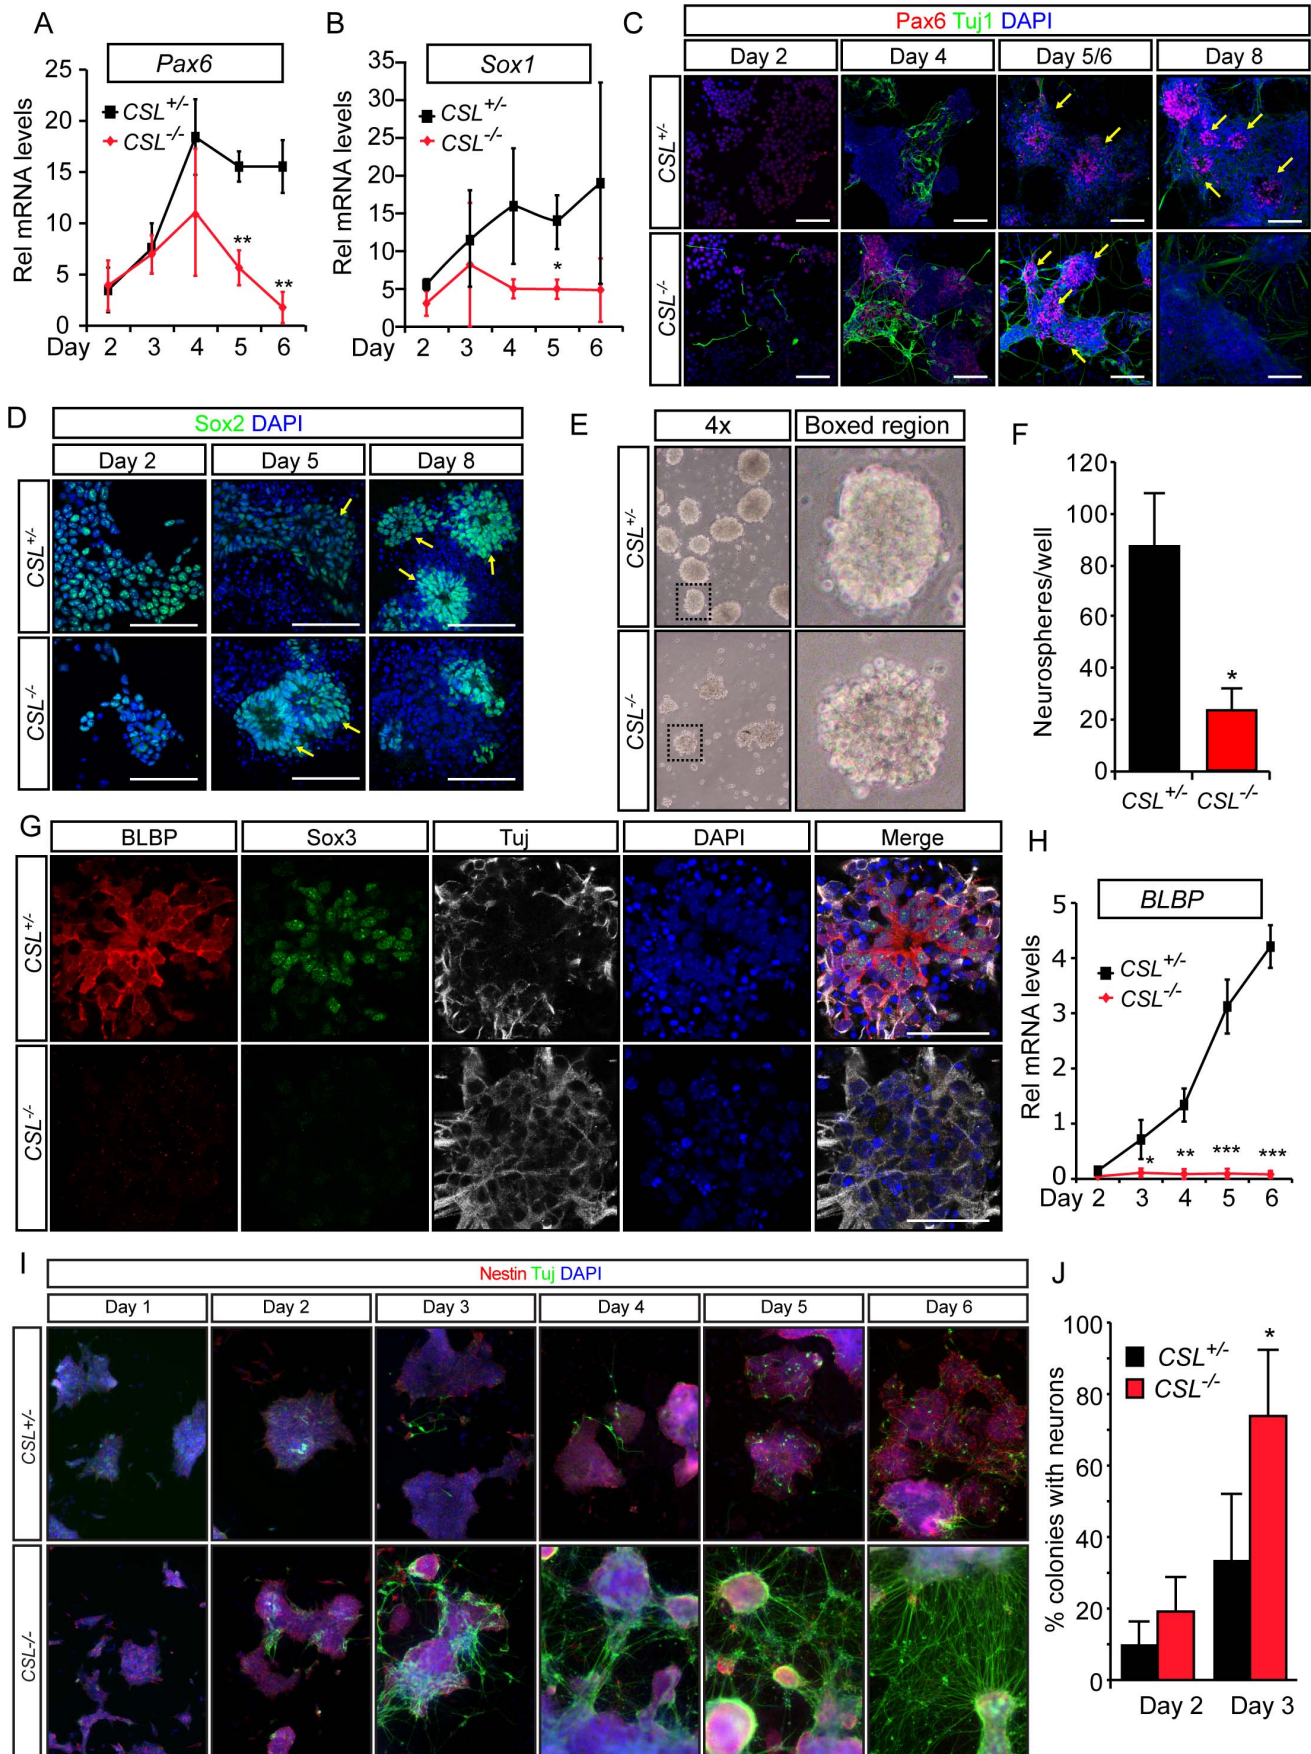 A
Pax6
Rel mRNA levels
25
20
15
10
5
0
CSL+/-
CSL-/-
**
**
Day 2 3 4 5 6
B
Sox1
Rel mRNA levels
35
30
25
20
15
10
5
0
CSL+/-
CSL-/-
*
Day 2 3 4 5 6
C
Pax6 Tuj1 DAPI
Day 2 Day 4 Day 5/6 Day 8
CSL+/-
CSL-/-
D
Sox2 DAPI
Day 2 Day 5 Day 8
CSL+/-
CSL-/-
E
4x Boxed region
CSL+/-
CSL-/-
F
Neurospheres/well
120
100
80
60
40
20
0
*
CSL+/- CSL-/-
G
BLBP Sox3 Tuj DAPI Merge
CSL+/-
CSL-/-
H
BLBP
Rel mRNA levels
5
4
3
2
1
0
CSL+/-
CSL-/-
* ** *** ***
Day 2 3 4 5 6
I
Nestin Tuj DAPI
Day 1 Day 2 Day 3 Day 4 Day 5 Day 6
CSL+/-
CSL-/-
J
% colonies with neurons
100
80
60
40
20
0
CSL+/-
CSL-/-
*
Day 2 Day 3